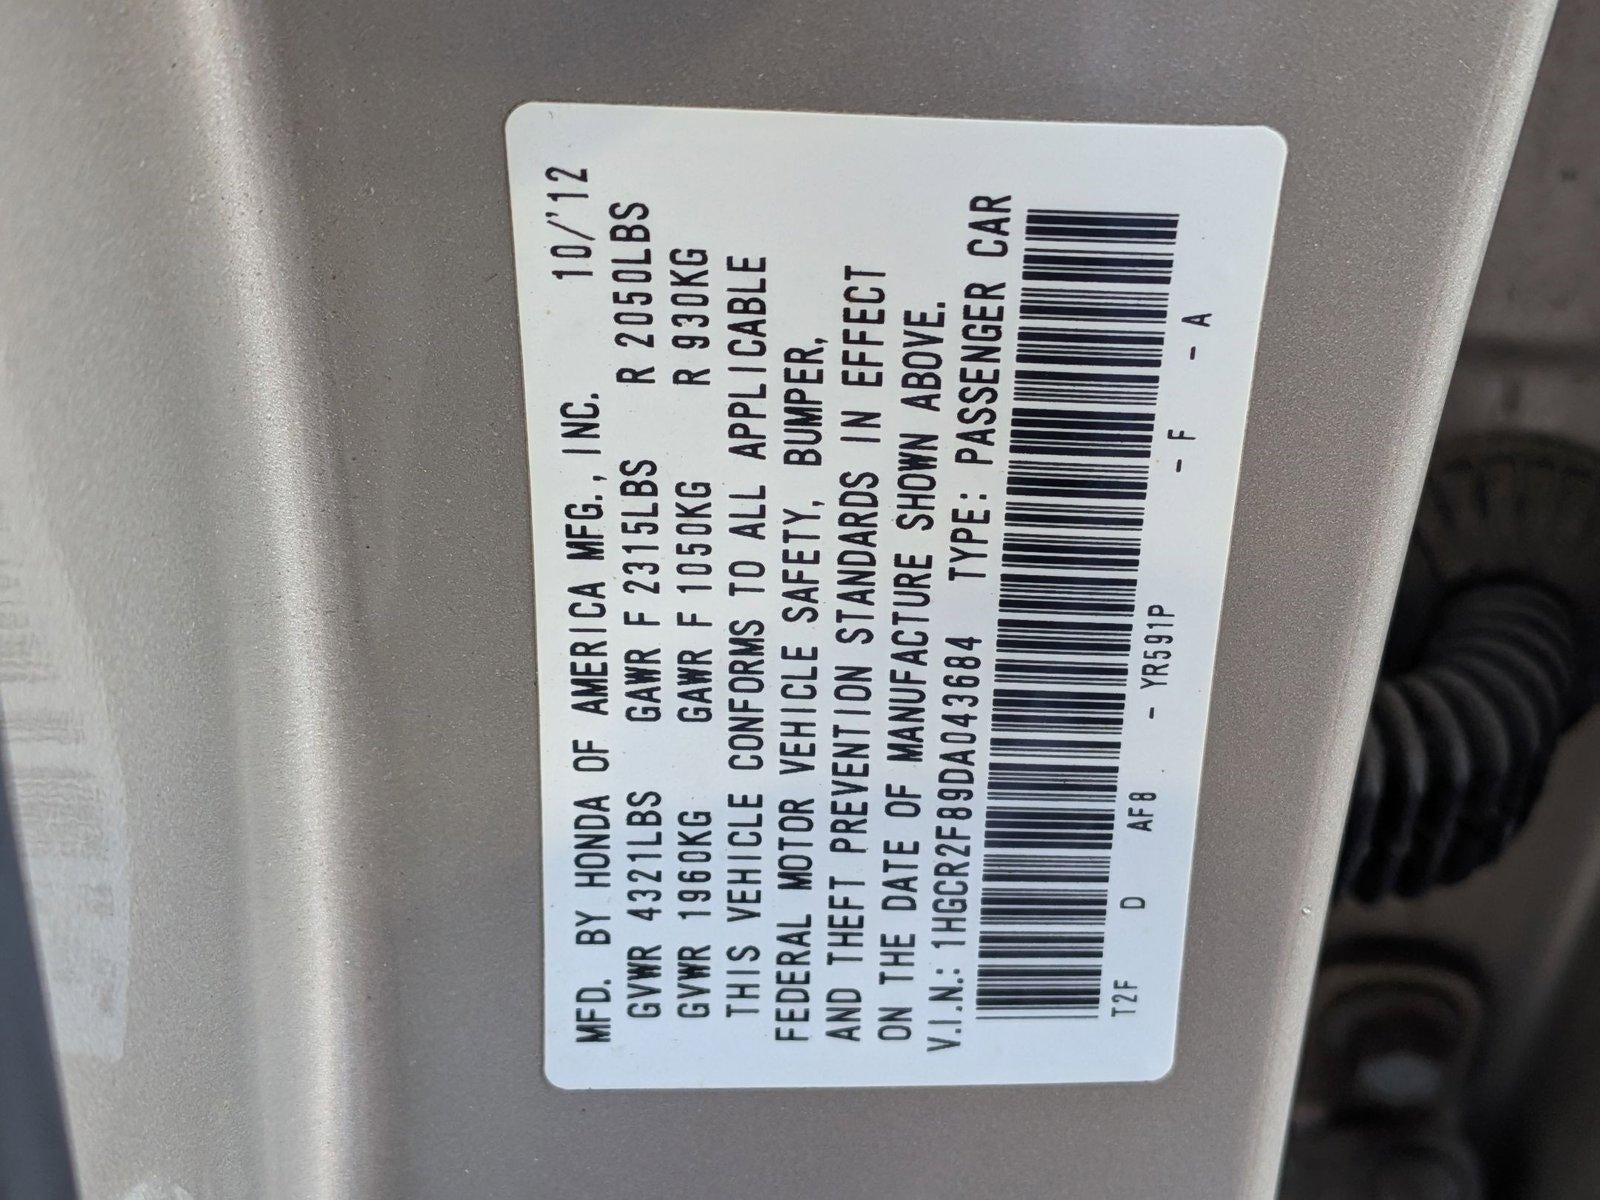 MFD. BY HONDA OF AMERICA MFG., INC. 10/'12
GVWR 4321LBS GAWR F 2315LBS R 2050LBS
GVWR 1960KG GAWR F 1050KG R 930KG
THIS VEHICLE CONFORMS TO ALL APPLICABLE
FEDERAL MOTOR VEHICLE SAFETY, BUMPER,
AND THEFT PREVENTION STANDARDS IN EFFECT
ON THE DATE OF MANUFACTURE SHOWN ABOVE.
V.I.N.: 1HGCR2F89DA043684 TYPE: PASSENGER CAR
T2F D AF8 - YR591P - F - A